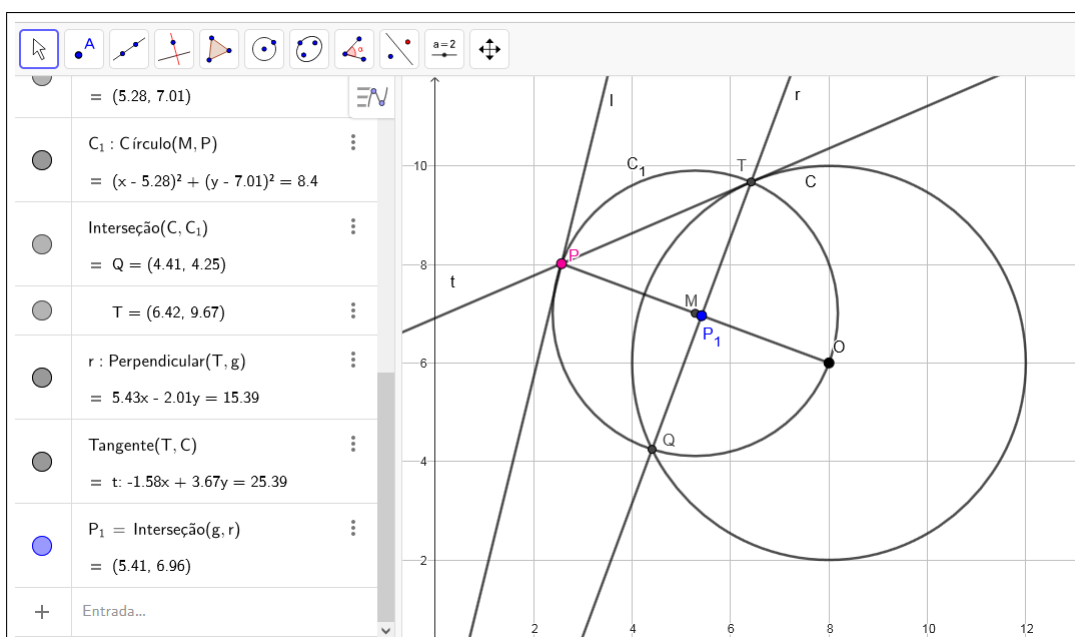 A
α
a=2
= (5.28, 7.01)
C₁ : Círculo(M, P)
= (x - 5.28)² + (y - 7.01)² = 8.4
Interseção(C, C₁)
= Q = (4.41, 4.25)
T = (6.42, 9.67)
r : Perpendicular(T, g)
= 5.43x - 2.01y = 15.39
Tangente(T, C)
= t: -1.58x + 3.67y = 25.39
P₁ = Interseção(g, r)
= (5.41, 6.96)
+ Entrada...
l
r
C₁
T
C
10
P
8
t
M
P₁
O
6
Q
4
2
2 4 6 8 10 12